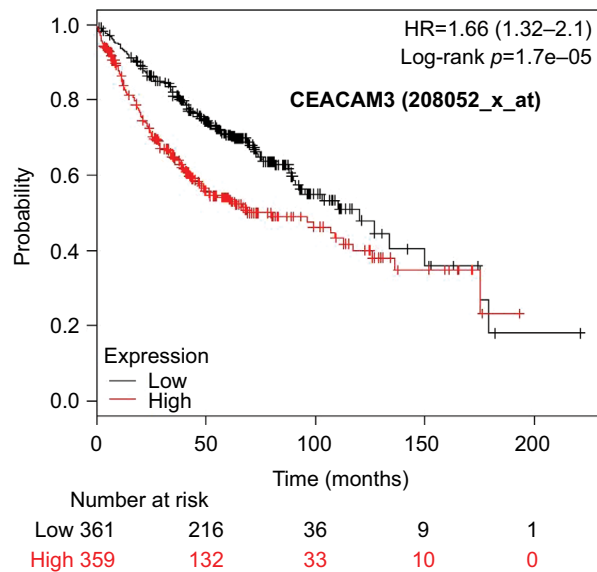 HR=1.66 (1.32–2.1)
Log-rank p=1.7e–05
CEACAM3 (208052_x_at)
Probability
1.0
0.8
0.6
0.4
0.2
0.0
Expression
Low
High
0 50 100 150 200
Time (months)
Number at risk
Low 361 216 36 9 1
High 359 132 33 10 0